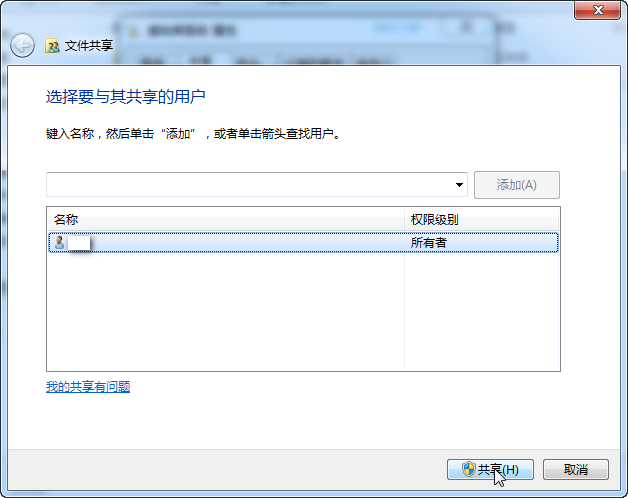 文件共享
选择要与其共享的用户
键入名称，然后单击“添加”，或者单击箭头查找用户。
添加(A)
名称 权限级别
所有者
我的共享有问题
共享(H) 取消